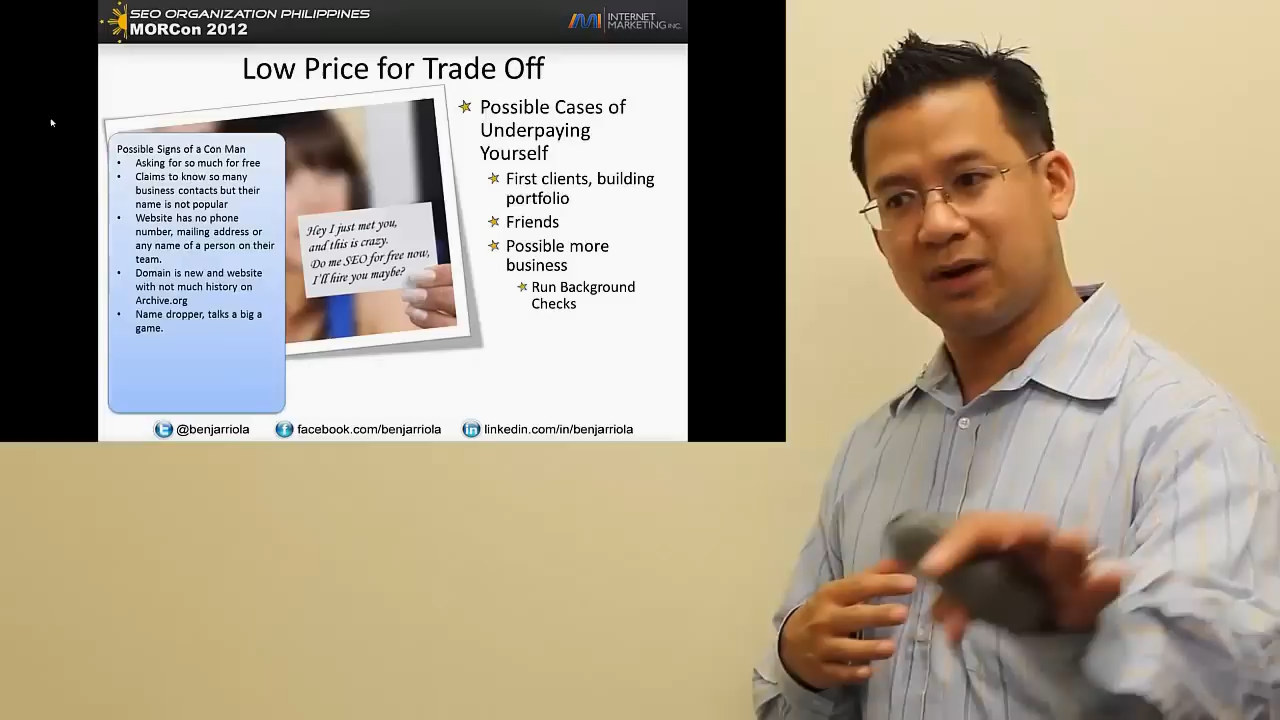 SEO ORGANIZATION PHILIPPINES
MORCon 2012
INTERNET
MARKETING INC.
Low Price for Trade Off
Possible Signs of a Con Man
• Asking for so much for free
• Claims to know so many
business contacts but their
name is not popular
• Website has no phone
number, mailing address or
any name of a person on their
team.
• Domain is new and website
with not much history on
Archive.org
• Name dropper, talks a big a
game.
Hey I just met you,
and this is crazy.
Do me SEO for free now,
I'll hire you maybe?
Possible Cases of
Underpaying
Yourself
First clients, building
portfolio
Friends
Possible more
business
Run Background
Checks
@benjarriola
facebook.com/benjarriola
linkedin.com/in/benjarriola